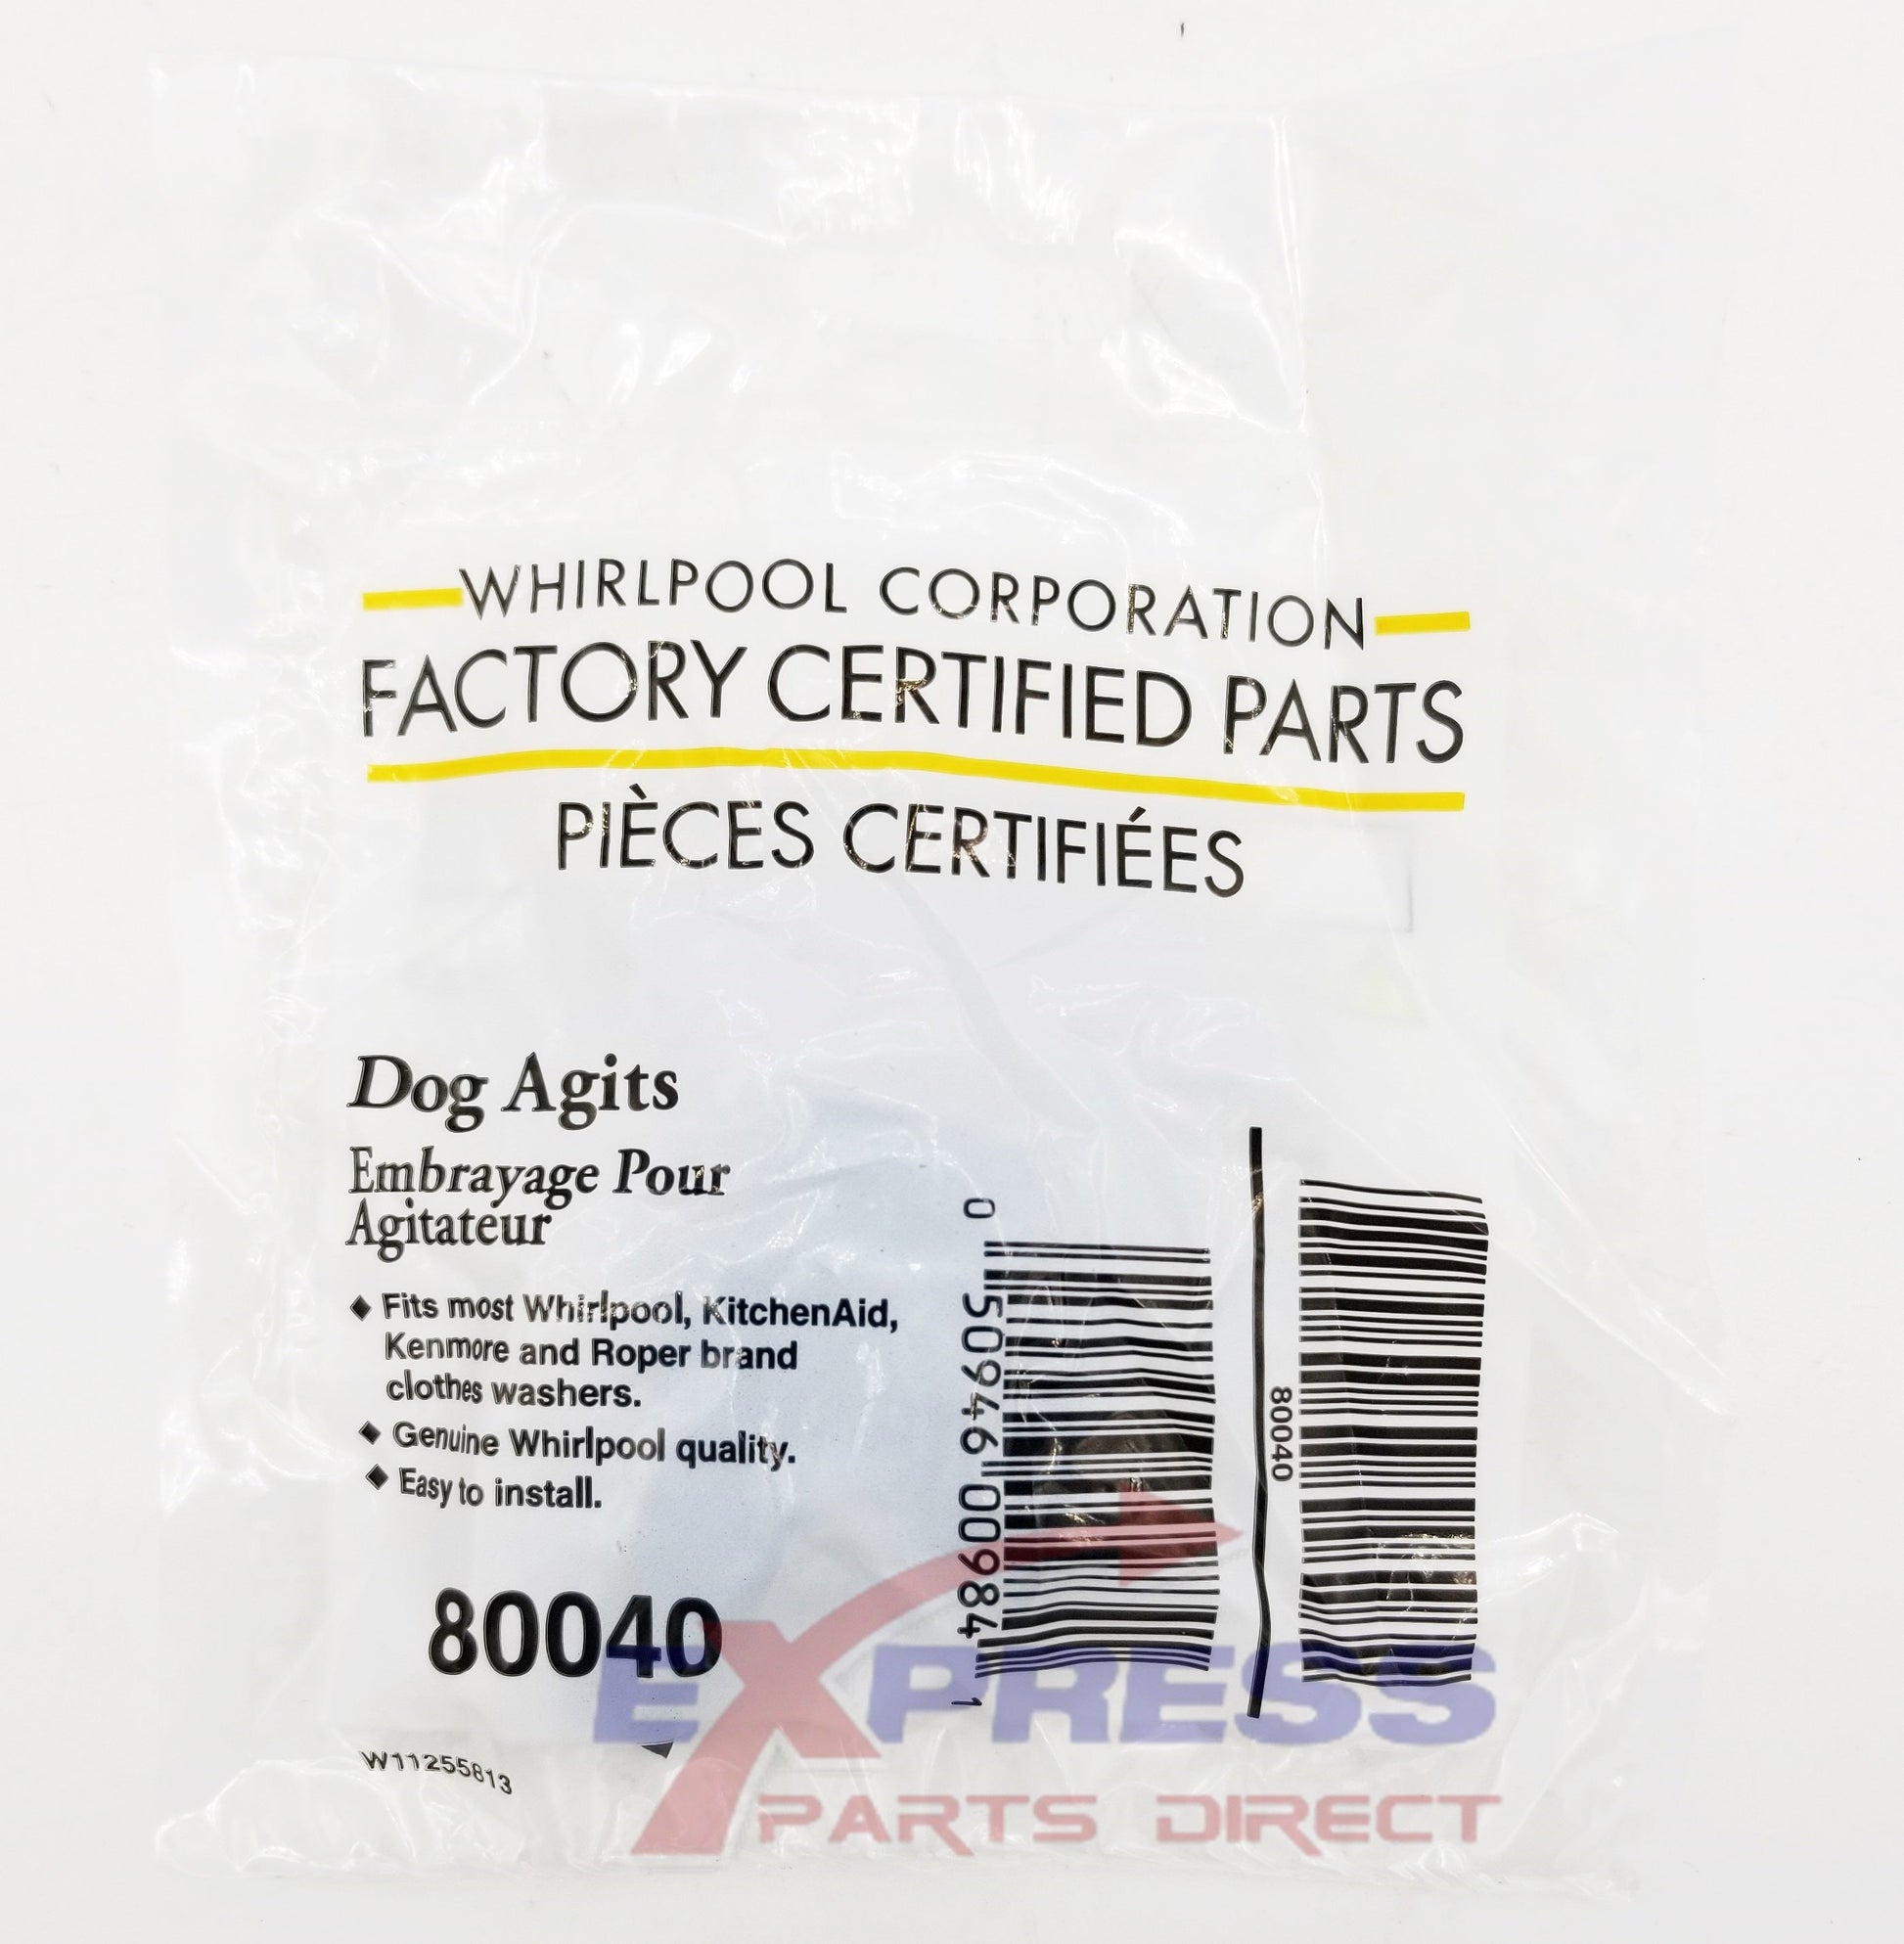 WHIRLPOOL CORPORATION
FACTORY CERTIFIED PARTS
PIÈCES CERTIFIÉES
Dog Agits
Embrayage Pour
Agitateur
◆ Fits most Whirlpool, KitchenAid,
Kenmore and Roper brand
clothes washers.
◆ Genuine Whirlpool quality.
◆ Easy to install.
80040
W11255813
0 50946 00984 1
80040
EXPRESS
PARTS DIRECT